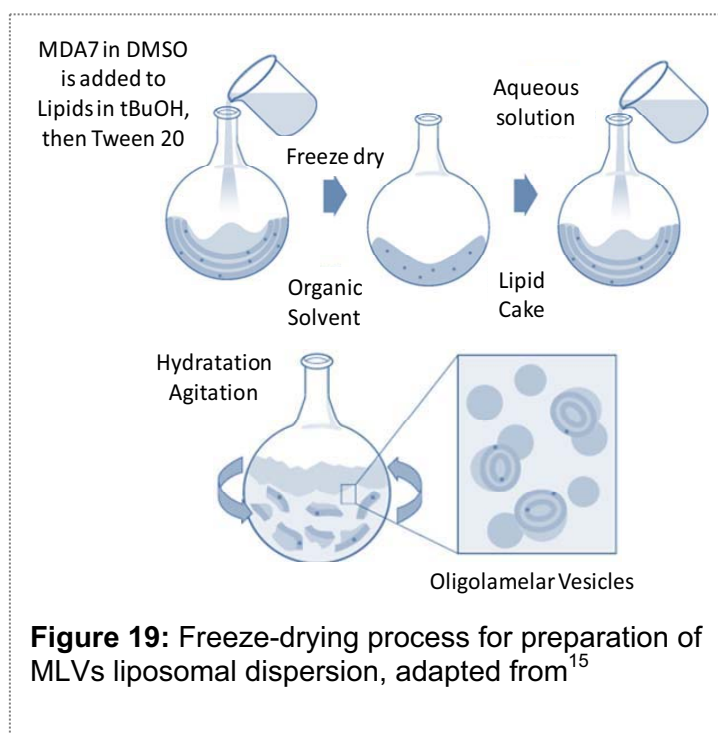 MDA7 in DMSO
is added to
Lipids in tBuOH,
then Tween 20
Freeze dry
Aqueous
solution
Organic
Solvent
Lipid
Cake
Hydratation
Agitation
Oligolamelar Vesicles
Figure 19: Freeze-drying process for preparation of
MLVs liposomal dispersion, adapted from15